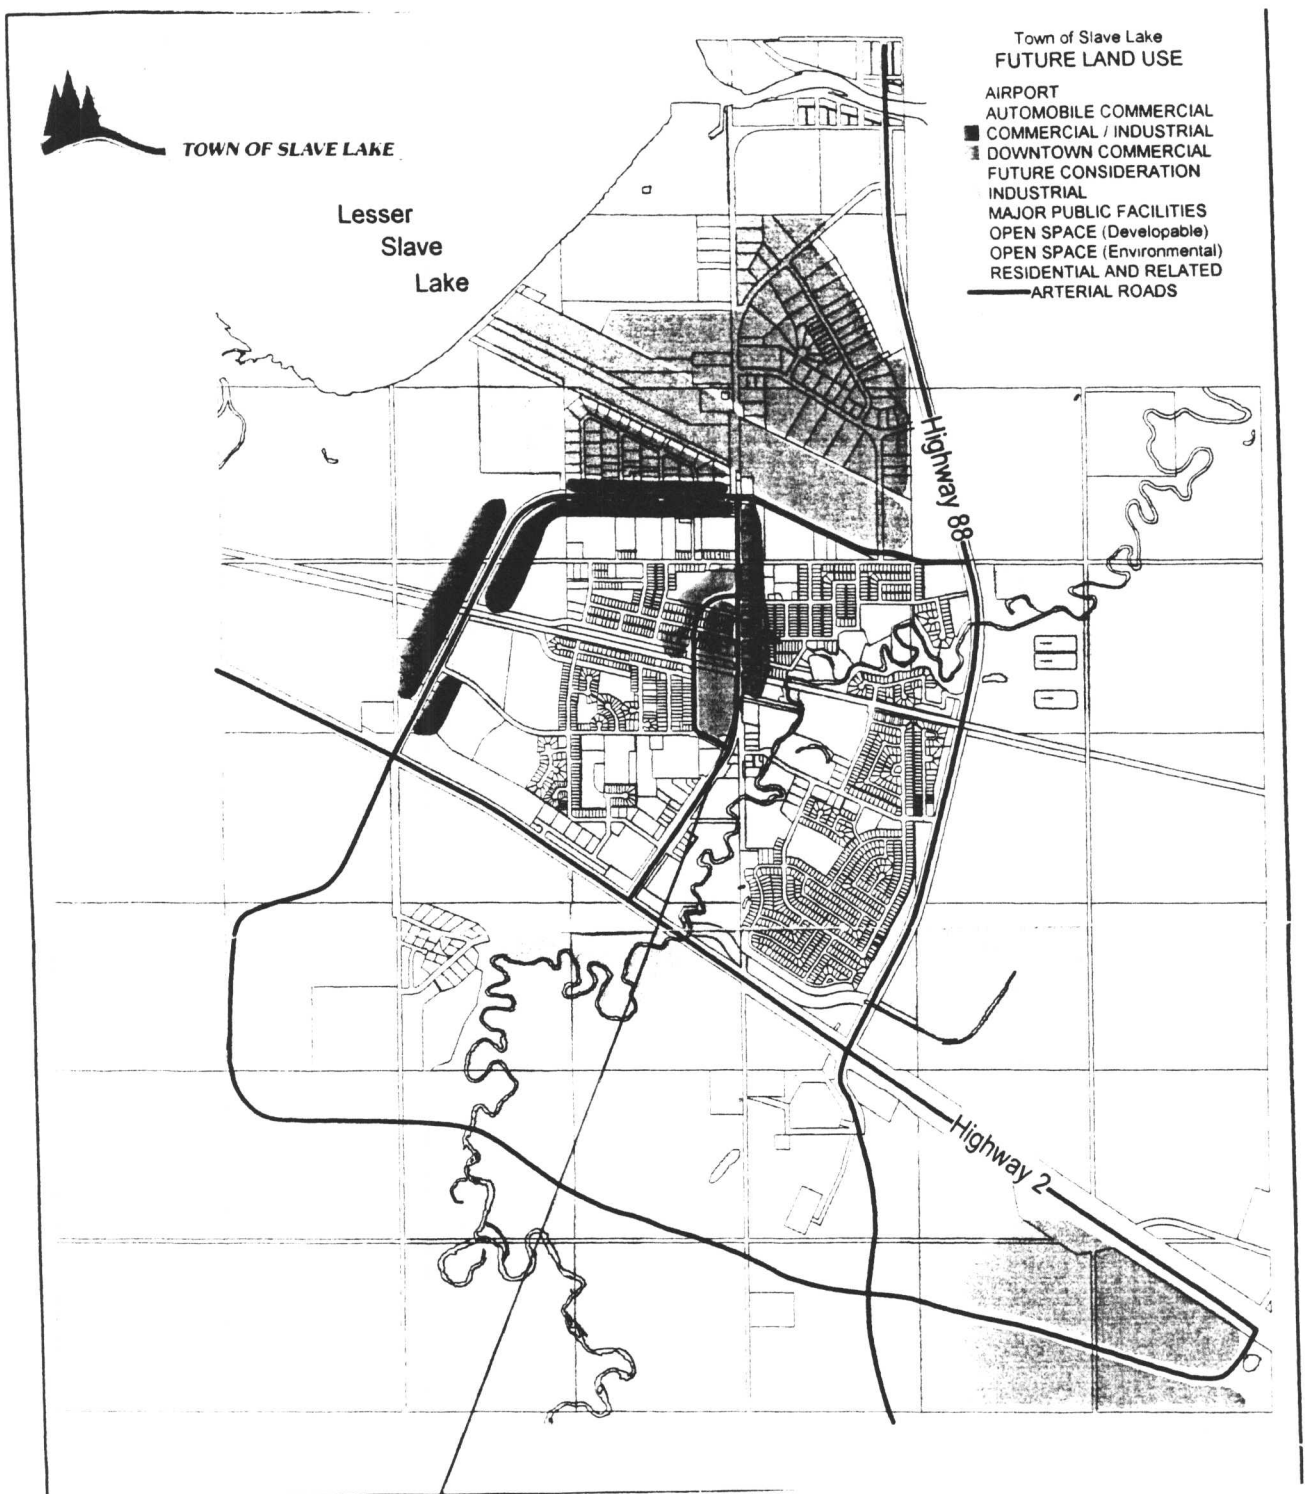 TOWN OF SLAVE LAKE
Lesser
Slave
Lake
Town of Slave Lake
FUTURE LAND USE
AIRPORT
AUTOMOBILE COMMERCIAL
COMMERCIAL / INDUSTRIAL
DOWNTOWN COMMERCIAL
FUTURE CONSIDERATION
INDUSTRIAL
MAJOR PUBLIC FACILITIES
OPEN SPACE (Developable)
OPEN SPACE (Environmental)
RESIDENTIAL AND RELATED
ARTERIAL ROADS
Highway 88
Highway 2